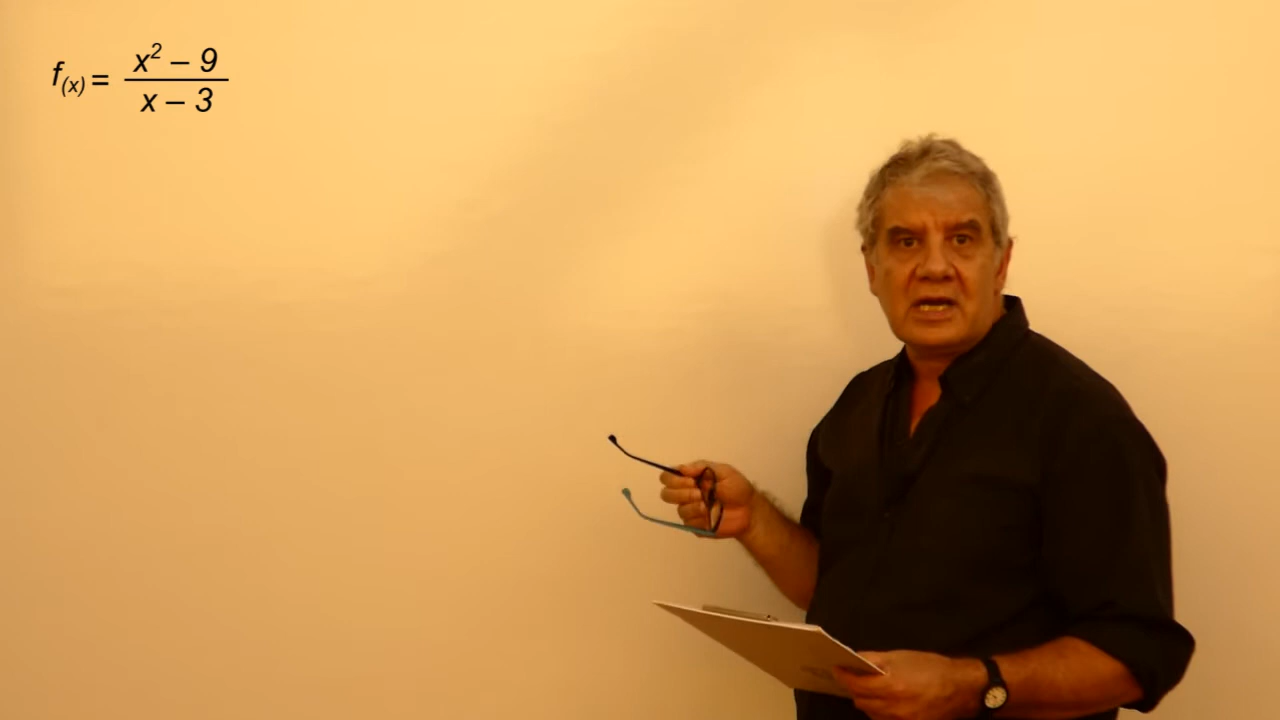 f(x) = x² – 9 / x – 3